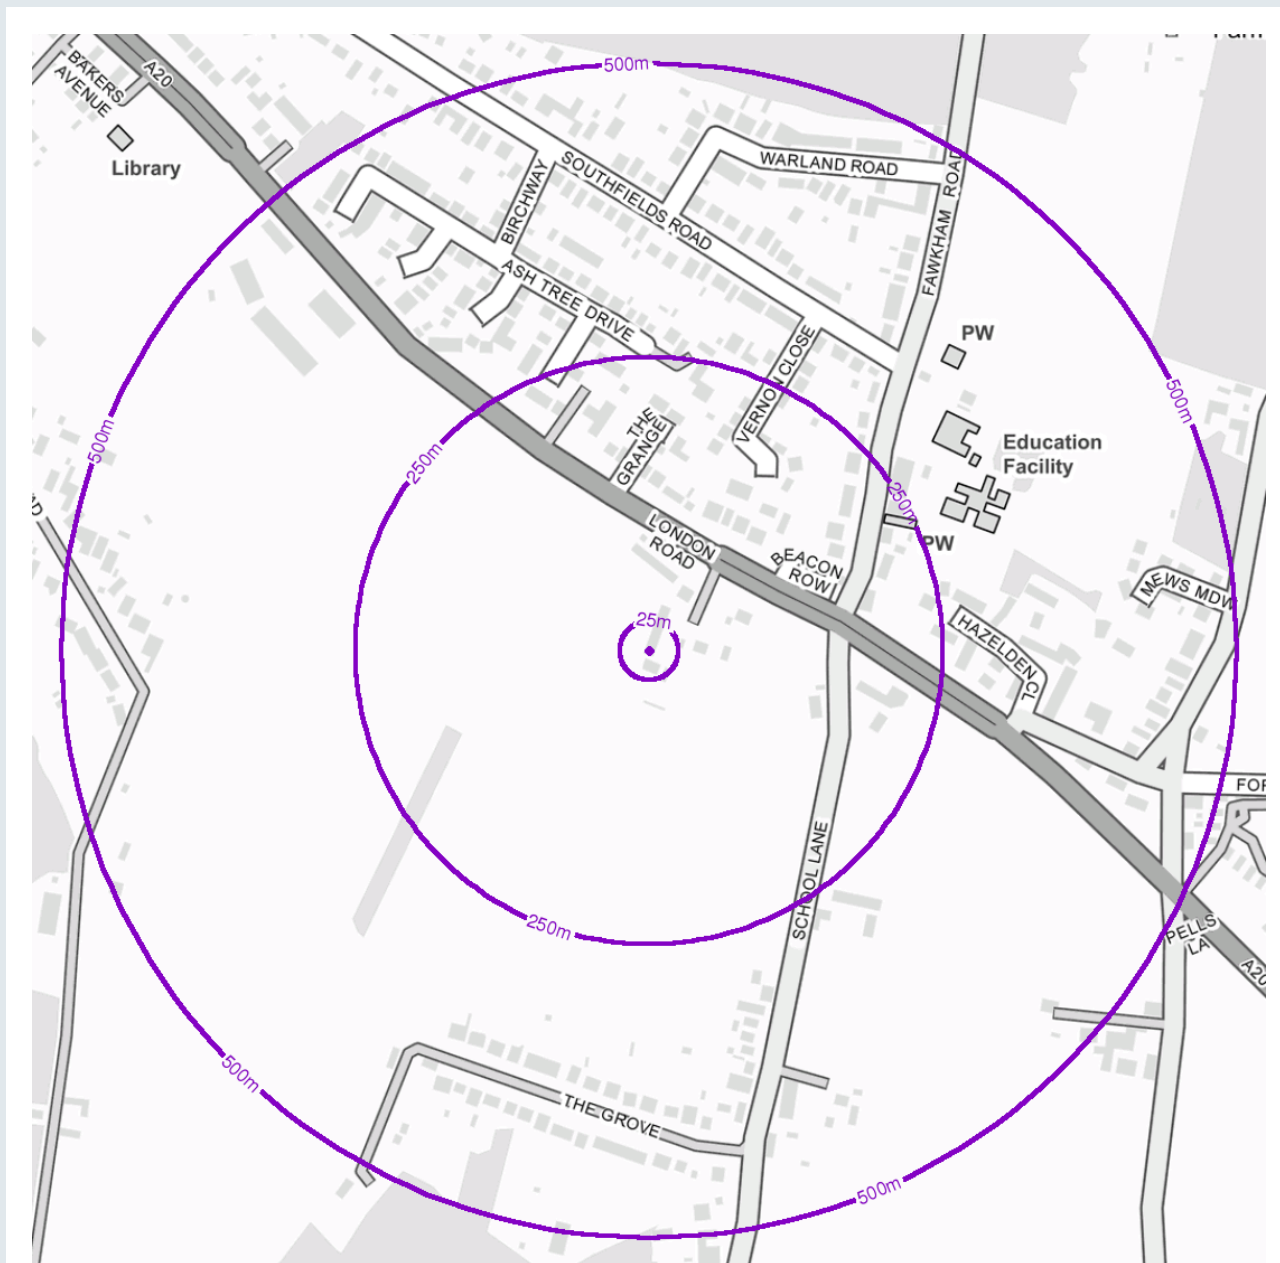 500m
A20
BAKERS
AVENUE
Library
WARLAND ROAD
SOUTHFIELDS ROAD
BIRCHWAY
FAWKHAM ROAD
ASH TREE DRIVE
PW
VERNON CLOSE
500m
500m
THE
GRANGE
250m
Education
Facility
250m
LONDON
ROAD
PW
BEACON
ROW
MEWS MDW
25m
HAZELDEN CL
FOR
SCHOOL LANE
250m
PELLS
LA
A20
500m
THE GROVE
500m